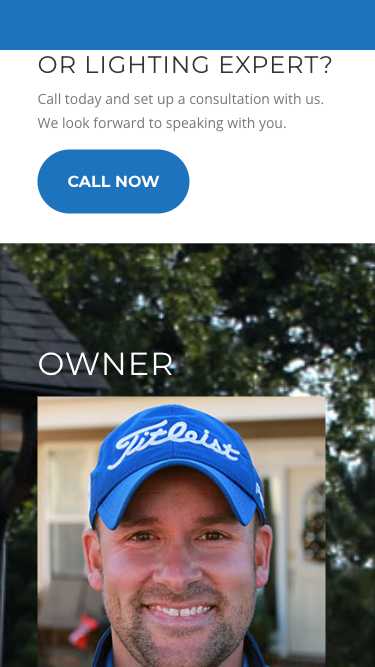 OR LIGHTING EXPERT?
Call today and set up a consultation with us.
We look forward to speaking with you.
CALL NOW
OWNER
Titleist